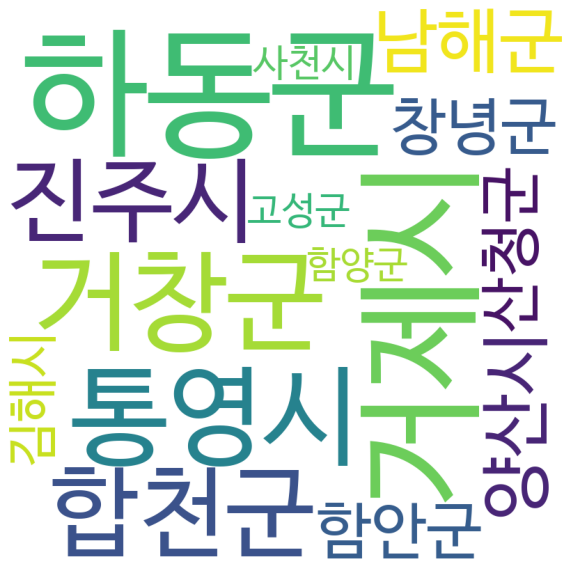 하동군
사천시
남해군
창녕군
진주시
고성군
거창군
함양군
거제시
산청군
양산시
김해시
통영시
합천군
함안군